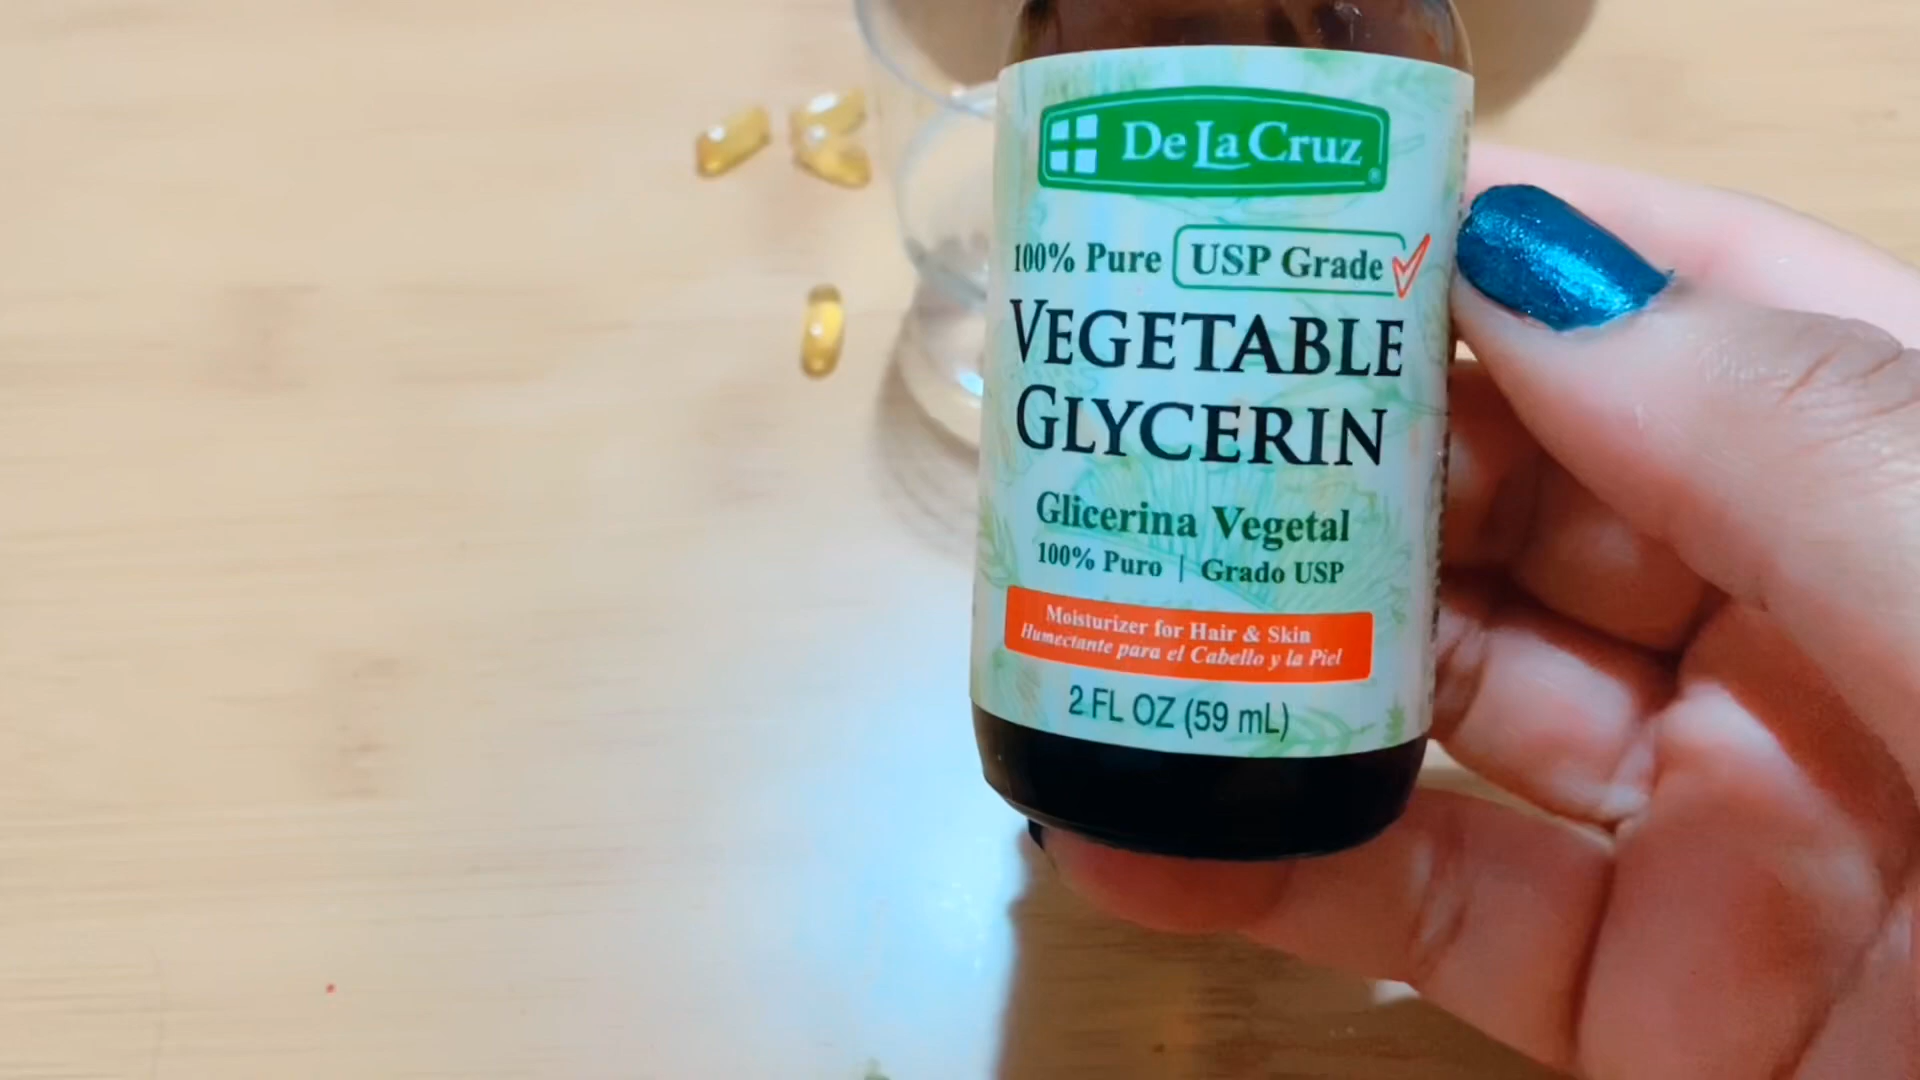 De La Cruz®
100% Pure USP Grade
VEGETABLE
GLYCERIN
Glicerina Vegetal
100% Puro | Grado USP
Moisturizer for Hair & Skin
Humectante para el Cabello y la Piel
2 FL OZ (59 mL)